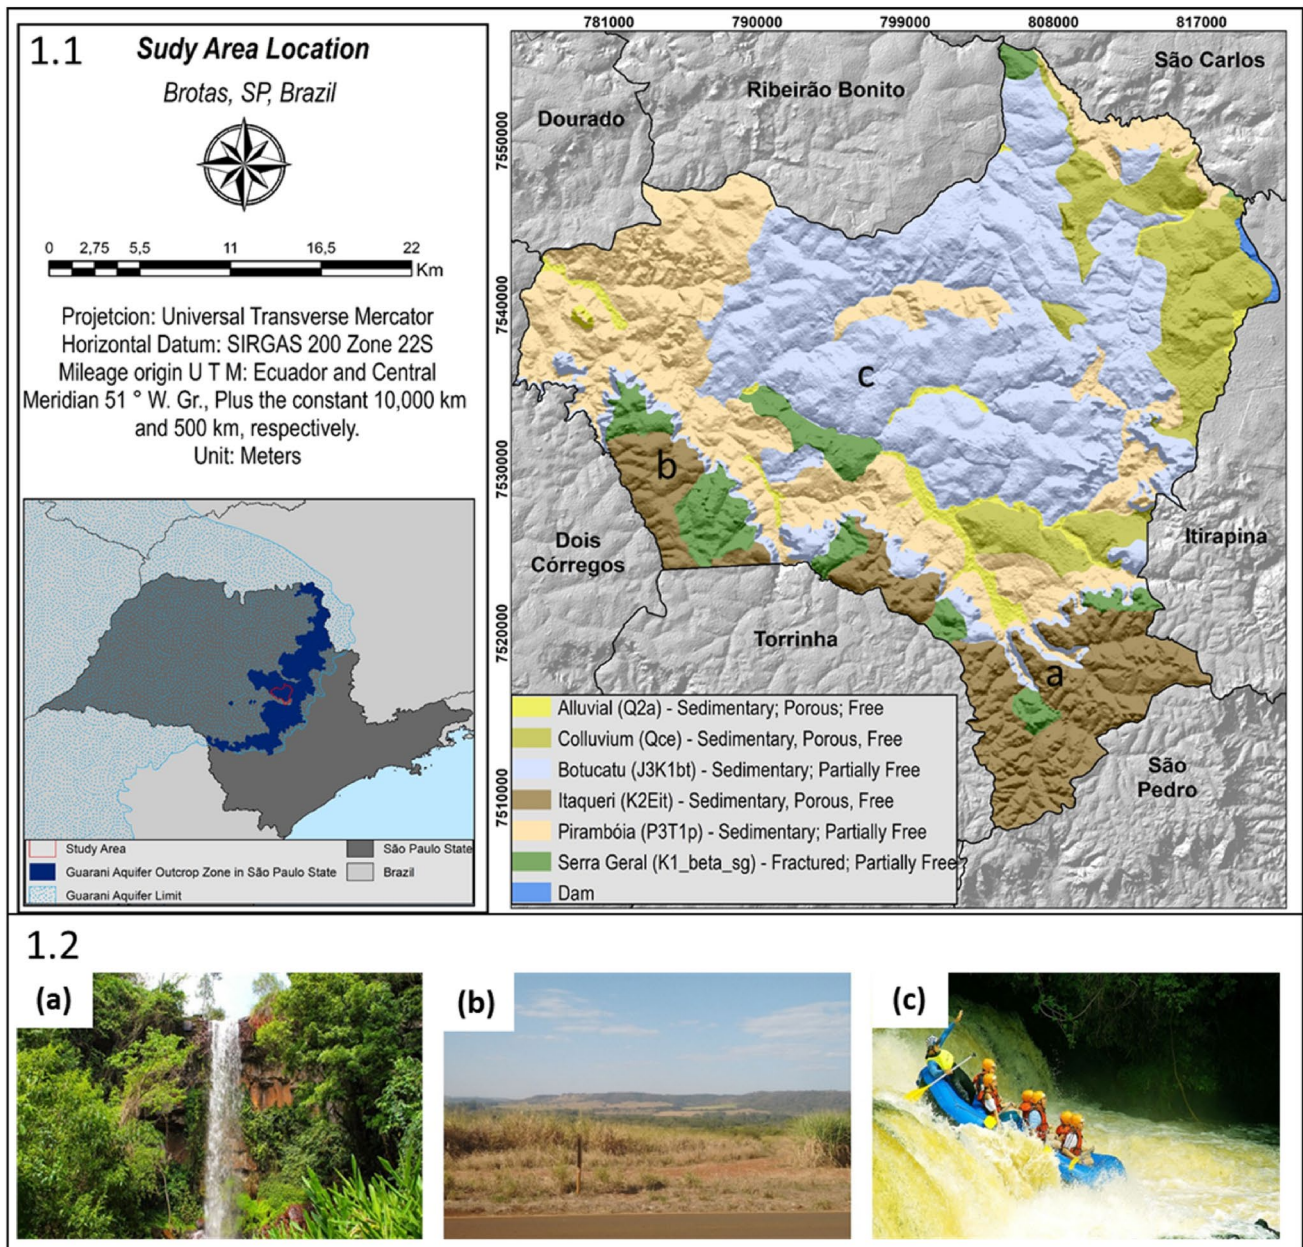 1.1
Sudy Area Location
Brotas, SP, Brazil
0 2,75 5,5 11 16,5 22
Km
Projetcion: Universal Transverse Mercator
Horizontal Datum: SIRGAS 200 Zone 22S
Mileage origin U T M: Ecuador and Central
Meridian 51 ° W. Gr., Plus the constant 10,000 km
and 500 km, respectively.
Unit: Meters
Study Area
Guarani Aquifer Outcrop Zone in São Paulo State
Guarani Aquifer Limit
São Paulo State
Brazil
781000 790000 799000 808000 817000
7550000
7540000
7530000
7520000
7510000
São Carlos
Ribeirão Bonito
Dourado
c
b
Dois
Córregos
Itirapina
Torrinha
a
São
Pedro
Alluvial (Q2a) - Sedimentary; Porous; Free
Colluvium (Qce) - Sedimentary, Porous, Free
Botucatu (J3K1bt) - Sedimentary; Partially Free
Itaqueri (K2Eit) - Sedimentary, Porous, Free
Pirambóia (P3T1p) - Sedimentary; Partially Free
Serra Geral (K1_beta_sg) - Fractured; Partially Free?
Dam
1.2
(a)
(b)
(c)